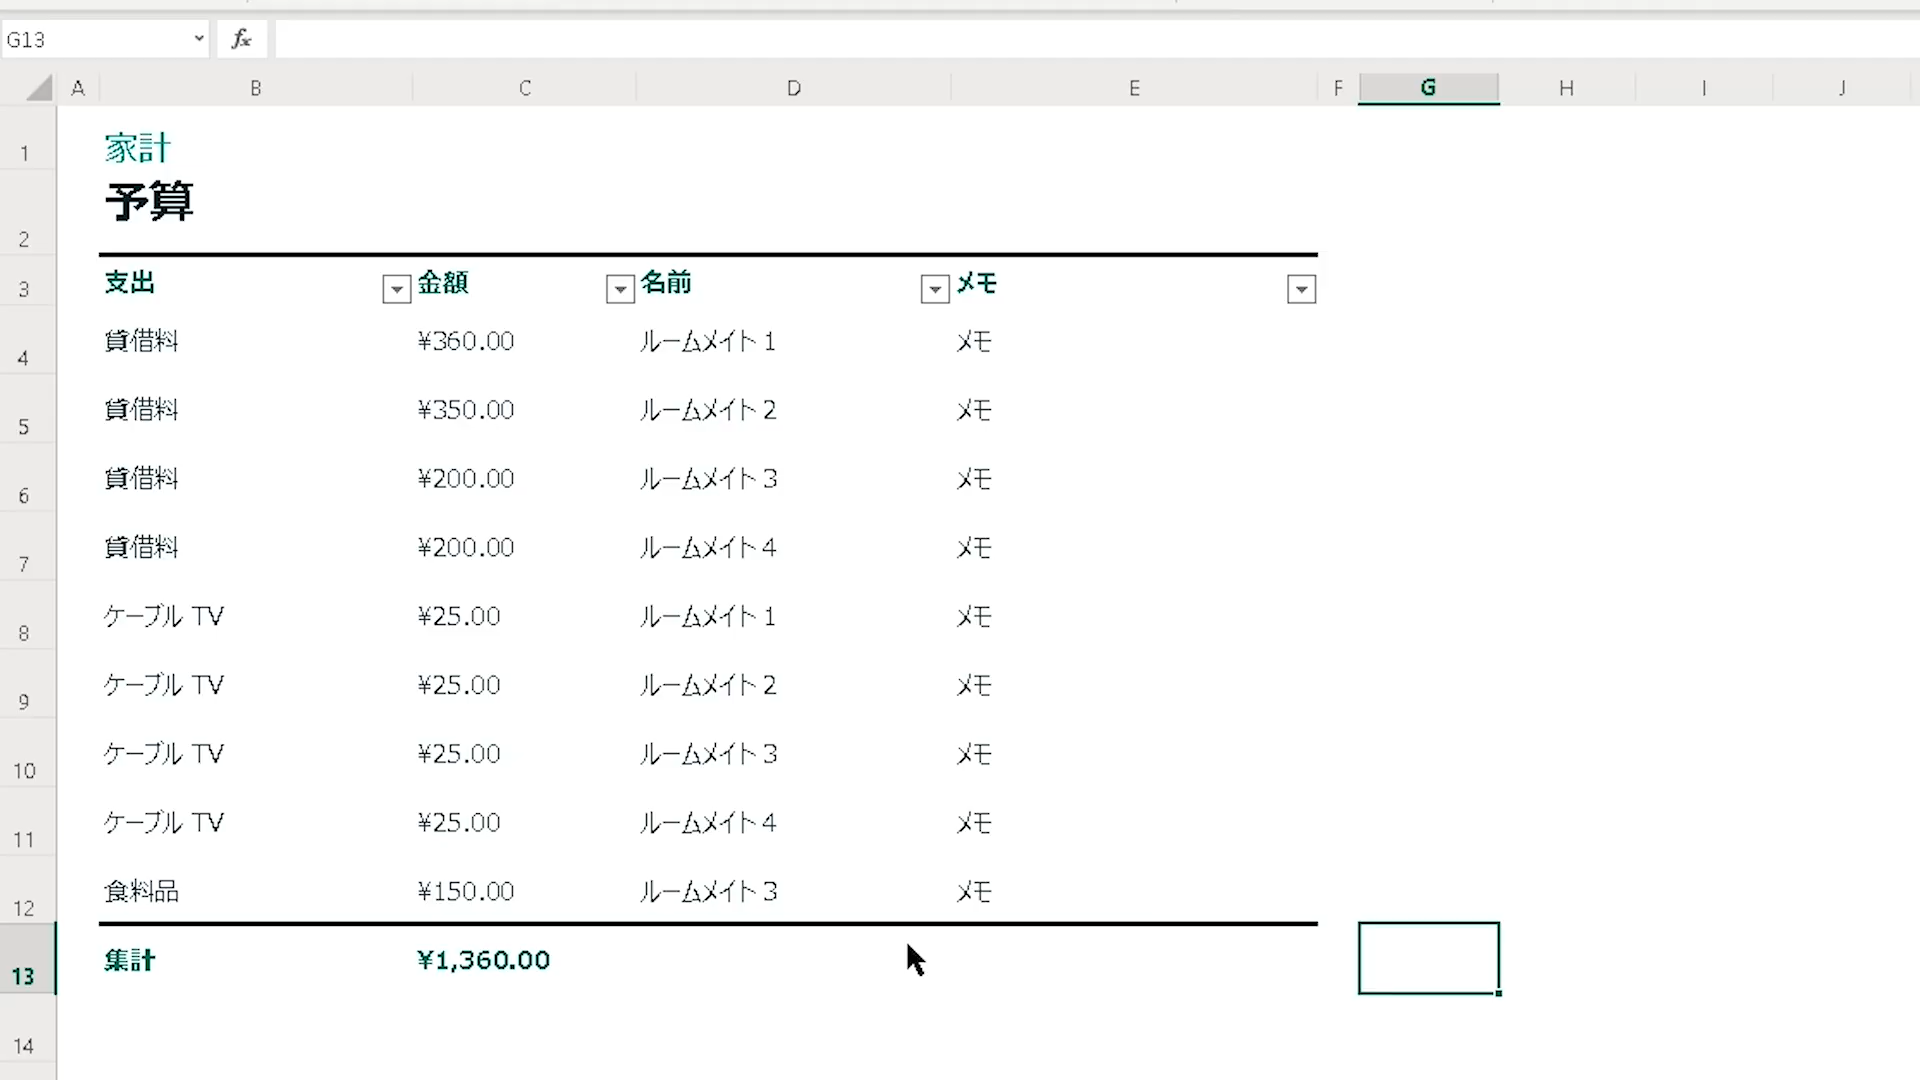 G13
fx
A B C D E F G H I J
1 家計
2 予算
3 支出 金額 名前 メモ
4 貸借料 ¥360.00 ルームメイト 1 メモ
5 貸借料 ¥350.00 ルームメイト 2 メモ
6 貸借料 ¥200.00 ルームメイト 3 メモ
7 貸借料 ¥200.00 ルームメイト 4 メモ
8 ケーブル TV ¥25.00 ルームメイト 1 メモ
9 ケーブル TV ¥25.00 ルームメイト 2 メモ
10 ケーブル TV ¥25.00 ルームメイト 3 メモ
11 ケーブル TV ¥25.00 ルームメイト 4 メモ
12 食料品 ¥150.00 ルームメイト 3 メモ
13 集計 ¥1,360.00
14